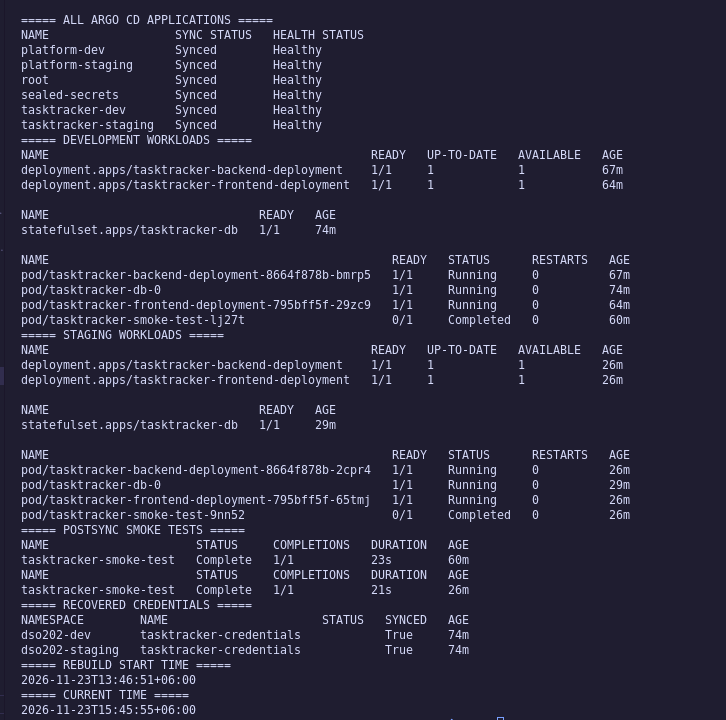 ===== ALL ARGO CD APPLICATIONS =====
NAME                  SYNC STATUS   HEALTH STATUS
platform-dev          Synced        Healthy
platform-staging      Synced        Healthy
root                  Synced        Healthy
sealed-secrets        Synced        Healthy
tasktracker-dev       Synced        Healthy
tasktracker-staging   Synced        Healthy
===== DEVELOPMENT WORKLOADS =====
NAME                                              READY   UP-TO-DATE   AVAILABLE   AGE
deployment.apps/tasktracker-backend-deployment    1/1     1            1           67m
deployment.apps/tasktracker-frontend-deployment   1/1     1            1           64m
NAME                              READY   AGE
statefulset.apps/tasktracker-db   1/1     74m
NAME                                                 READY   STATUS      RESTARTS   AGE
pod/tasktracker-backend-deployment-8664f878b-bmrp5   1/1     Running     0          67m
pod/tasktracker-db-0                                 1/1     Running     0          74m
pod/tasktracker-frontend-deployment-795bff5f-29zc9   1/1     Running     0          64m
pod/tasktracker-smoke-test-lj27t                     0/1     Completed   0          60m
===== STAGING WORKLOADS =====
NAME                                              READY   UP-TO-DATE   AVAILABLE   AGE
deployment.apps/tasktracker-backend-deployment    1/1     1            1           26m
deployment.apps/tasktracker-frontend-deployment   1/1     1            1           26m
NAME                              READY   AGE
statefulset.apps/tasktracker-db   1/1     29m
NAME                                                 READY   STATUS      RESTARTS   AGE
pod/tasktracker-backend-deployment-8664f878b-2cpr4   1/1     Running     0          26m
pod/tasktracker-db-0                                 1/1     Running     0          29m
pod/tasktracker-frontend-deployment-795bff5f-65tmj   1/1     Running     0          26m
pod/tasktracker-smoke-test-9nn52                     0/1     Completed   0          26m
===== POSTSYNC SMOKE TESTS =====
NAME                     STATUS     COMPLETIONS   DURATION   AGE
tasktracker-smoke-test   Complete   1/1           23s        60m
NAME                     STATUS     COMPLETIONS   DURATION   AGE
tasktracker-smoke-test   Complete   1/1           21s        26m
===== RECOVERED CREDENTIALS =====
NAMESPACE        NAME                      STATUS   SYNCED   AGE
dso202-dev       tasktracker-credentials            True     74m
dso202-staging   tasktracker-credentials            True     74m
===== REBUILD START TIME =====
2026-11-23T13:46:51+06:00
===== CURRENT TIME =====
2026-11-23T15:45:55+06:00